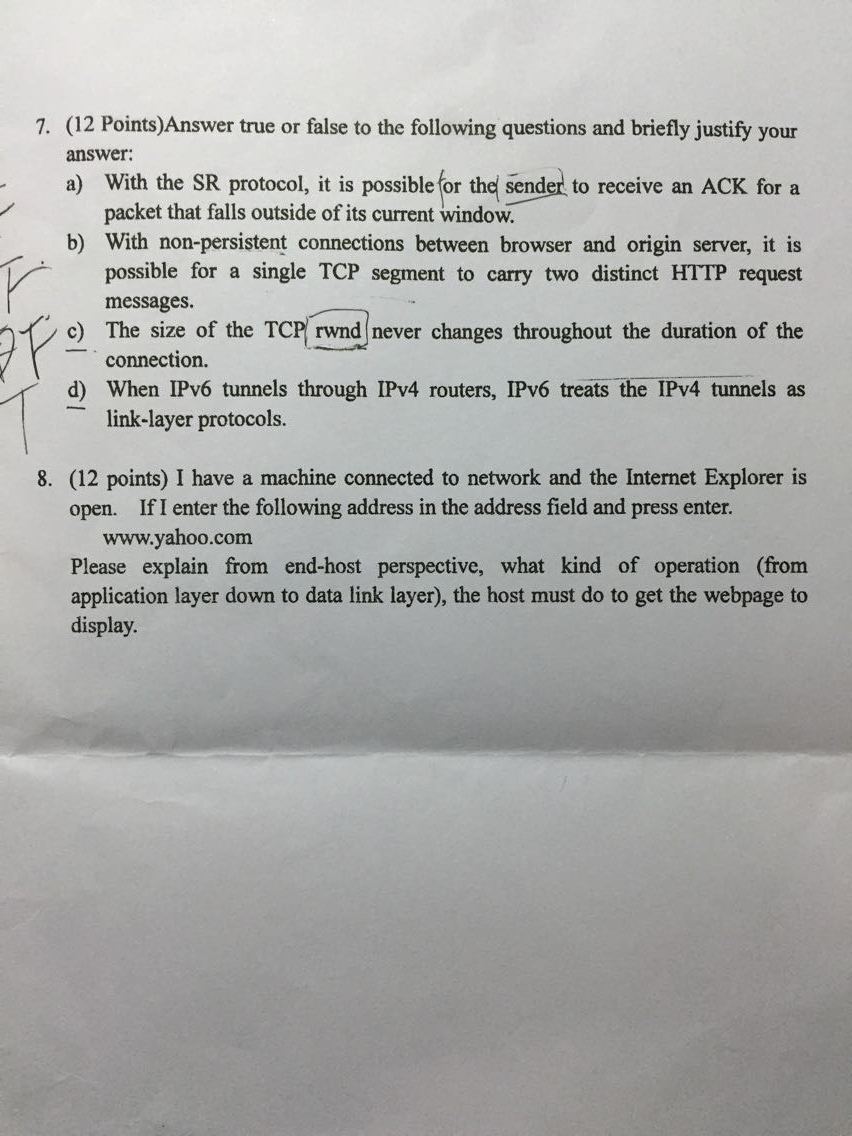 7. (12 Points)Answer true or false to the following questions and briefly justify your
answer:
a) With the SR protocol, it is possible for the sender to receive an ACK for a
packet that falls outside of its current window.
b) With non-persistent connections between browser and origin server, it is
possible for a single TCP segment to carry two distinct HTTP request
messages.
F
c) The size of the TCP rwnd never changes throughout the duration of the
F
connection.
d) When IPv6 tunnels through IPv4 routers, IPv6 treats the IPv4 tunnels as
T
link-layer protocols.
8. (12 points) I have a machine connected to network and the Internet Explorer is
open. If I enter the following address in the address field and press enter.
www.yahoo.com
Please explain from end-host perspective, what kind of operation (from
application layer down to data link layer), the host must do to get the webpage to
display.